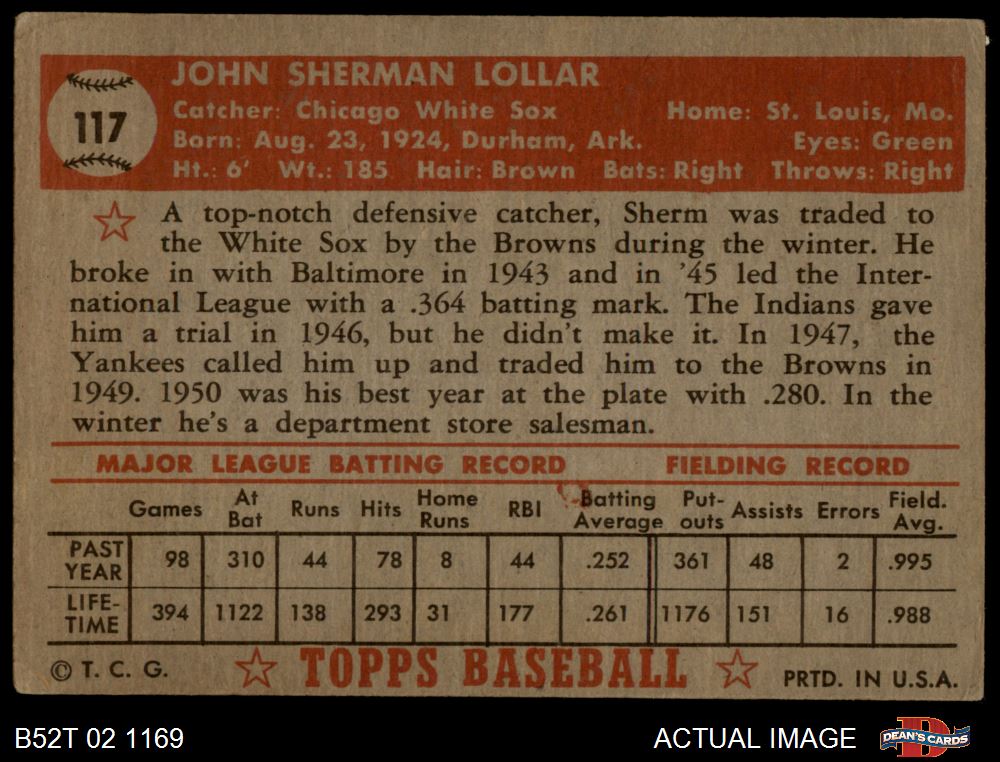 117
JOHN SHERMAN LOLLAR
Catcher: Chicago White Sox Home: St. Louis, Mo.
Born: Aug. 23, 1924, Durham, Ark. Eyes: Green
Ht.: 6' Wt.: 185 Hair: Brown Bats: Right Throws: Right
A top-notch defensive catcher, Sherm was traded to
the White Sox by the Browns during the winter. He
broke in with Baltimore in 1943 and in '45 led the Inter-
national League with a .364 batting mark. The Indians gave
him a trial in 1946, but he didn't make it. In 1947, the
Yankees called him up and traded him to the Browns in
1949. 1950 was his best year at the plate with .280. In the
winter he's a department store salesman.
MAJOR LEAGUE BATTING RECORD FIELDING RECORD
Games At Bat Runs Hits Home Runs RBI Batting Average Put-outs Assists Errors Field. Avg.
PAST YEAR 98 310 44 78 8 44 .252 361 48 2 .995
LIFE-TIME 394 1122 138 293 31 177 .261 1176 151 16 .988
© T. C. G. TOPPS BASEBALL PRTD. IN U.S.A.
B52T 02 1169 ACTUAL IMAGE DEAN'S CARDS